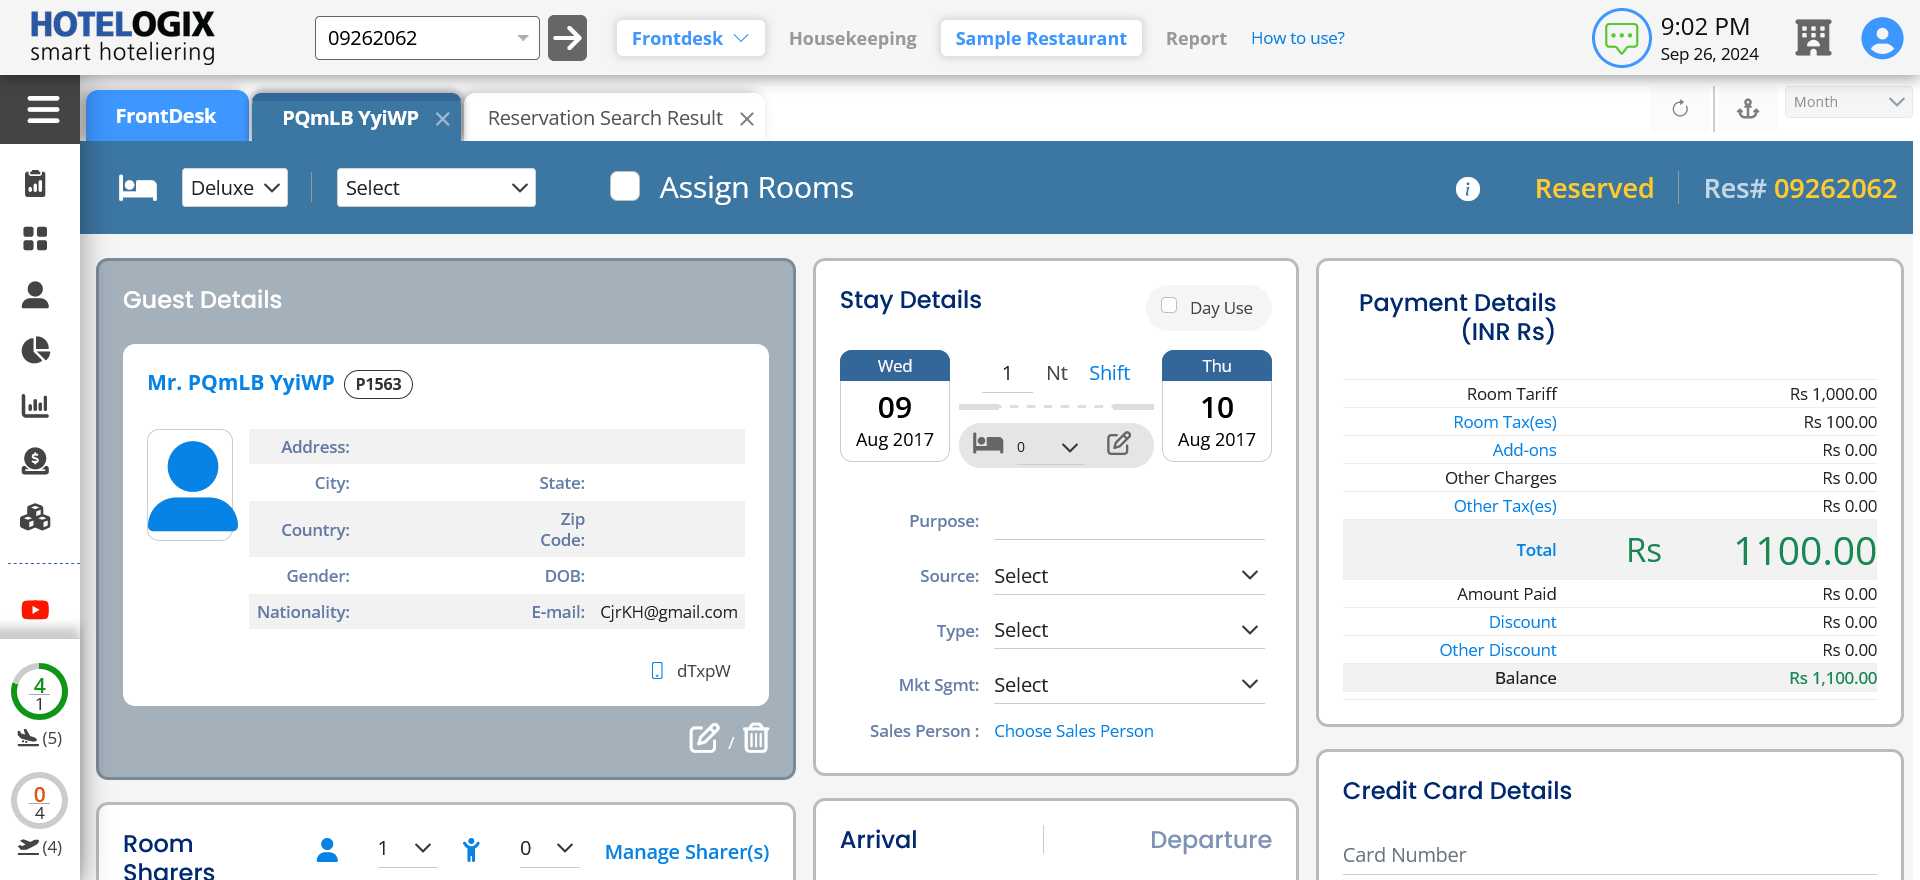 HOTELOGIX
smart hoteliering
09262062
Frontdesk
Housekeeping
Sample Restaurant
Report
How to use?
9:02 PM
Sep 26, 2024
FrontDesk
PQmLB YyiWP
Reservation Search Result
Month
Deluxe
Select
Assign Rooms
i
Reserved
Res# 09262062
Guest Details
Mr. PQmLB YyiWP P1563
Address:
City: State:
Country: Zip Code:
Gender: DOB:
Nationality: E-mail: CjrKH@gmail.com
dTxpW
/
Room Sharers
1
0
Manage Sharer(s)
Stay Details
Day Use
Wed
09
Aug 2017
1 Nt Shift
0
Thu
10
Aug 2017
Purpose:
Source: Select
Type: Select
Mkt Sgmt: Select
Sales Person : Choose Sales Person
Arrival
Departure
Payment Details
(INR Rs)
Room Tariff Rs 1,000.00
Room Tax(es) Rs 100.00
Add-ons Rs 0.00
Other Charges Rs 0.00
Other Tax(es) Rs 0.00
Total Rs 1100.00
Amount Paid Rs 0.00
Discount Rs 0.00
Other Discount Rs 0.00
Balance Rs 1,100.00
Credit Card Details
Card Number
4
1
(5)
0
4
(4)